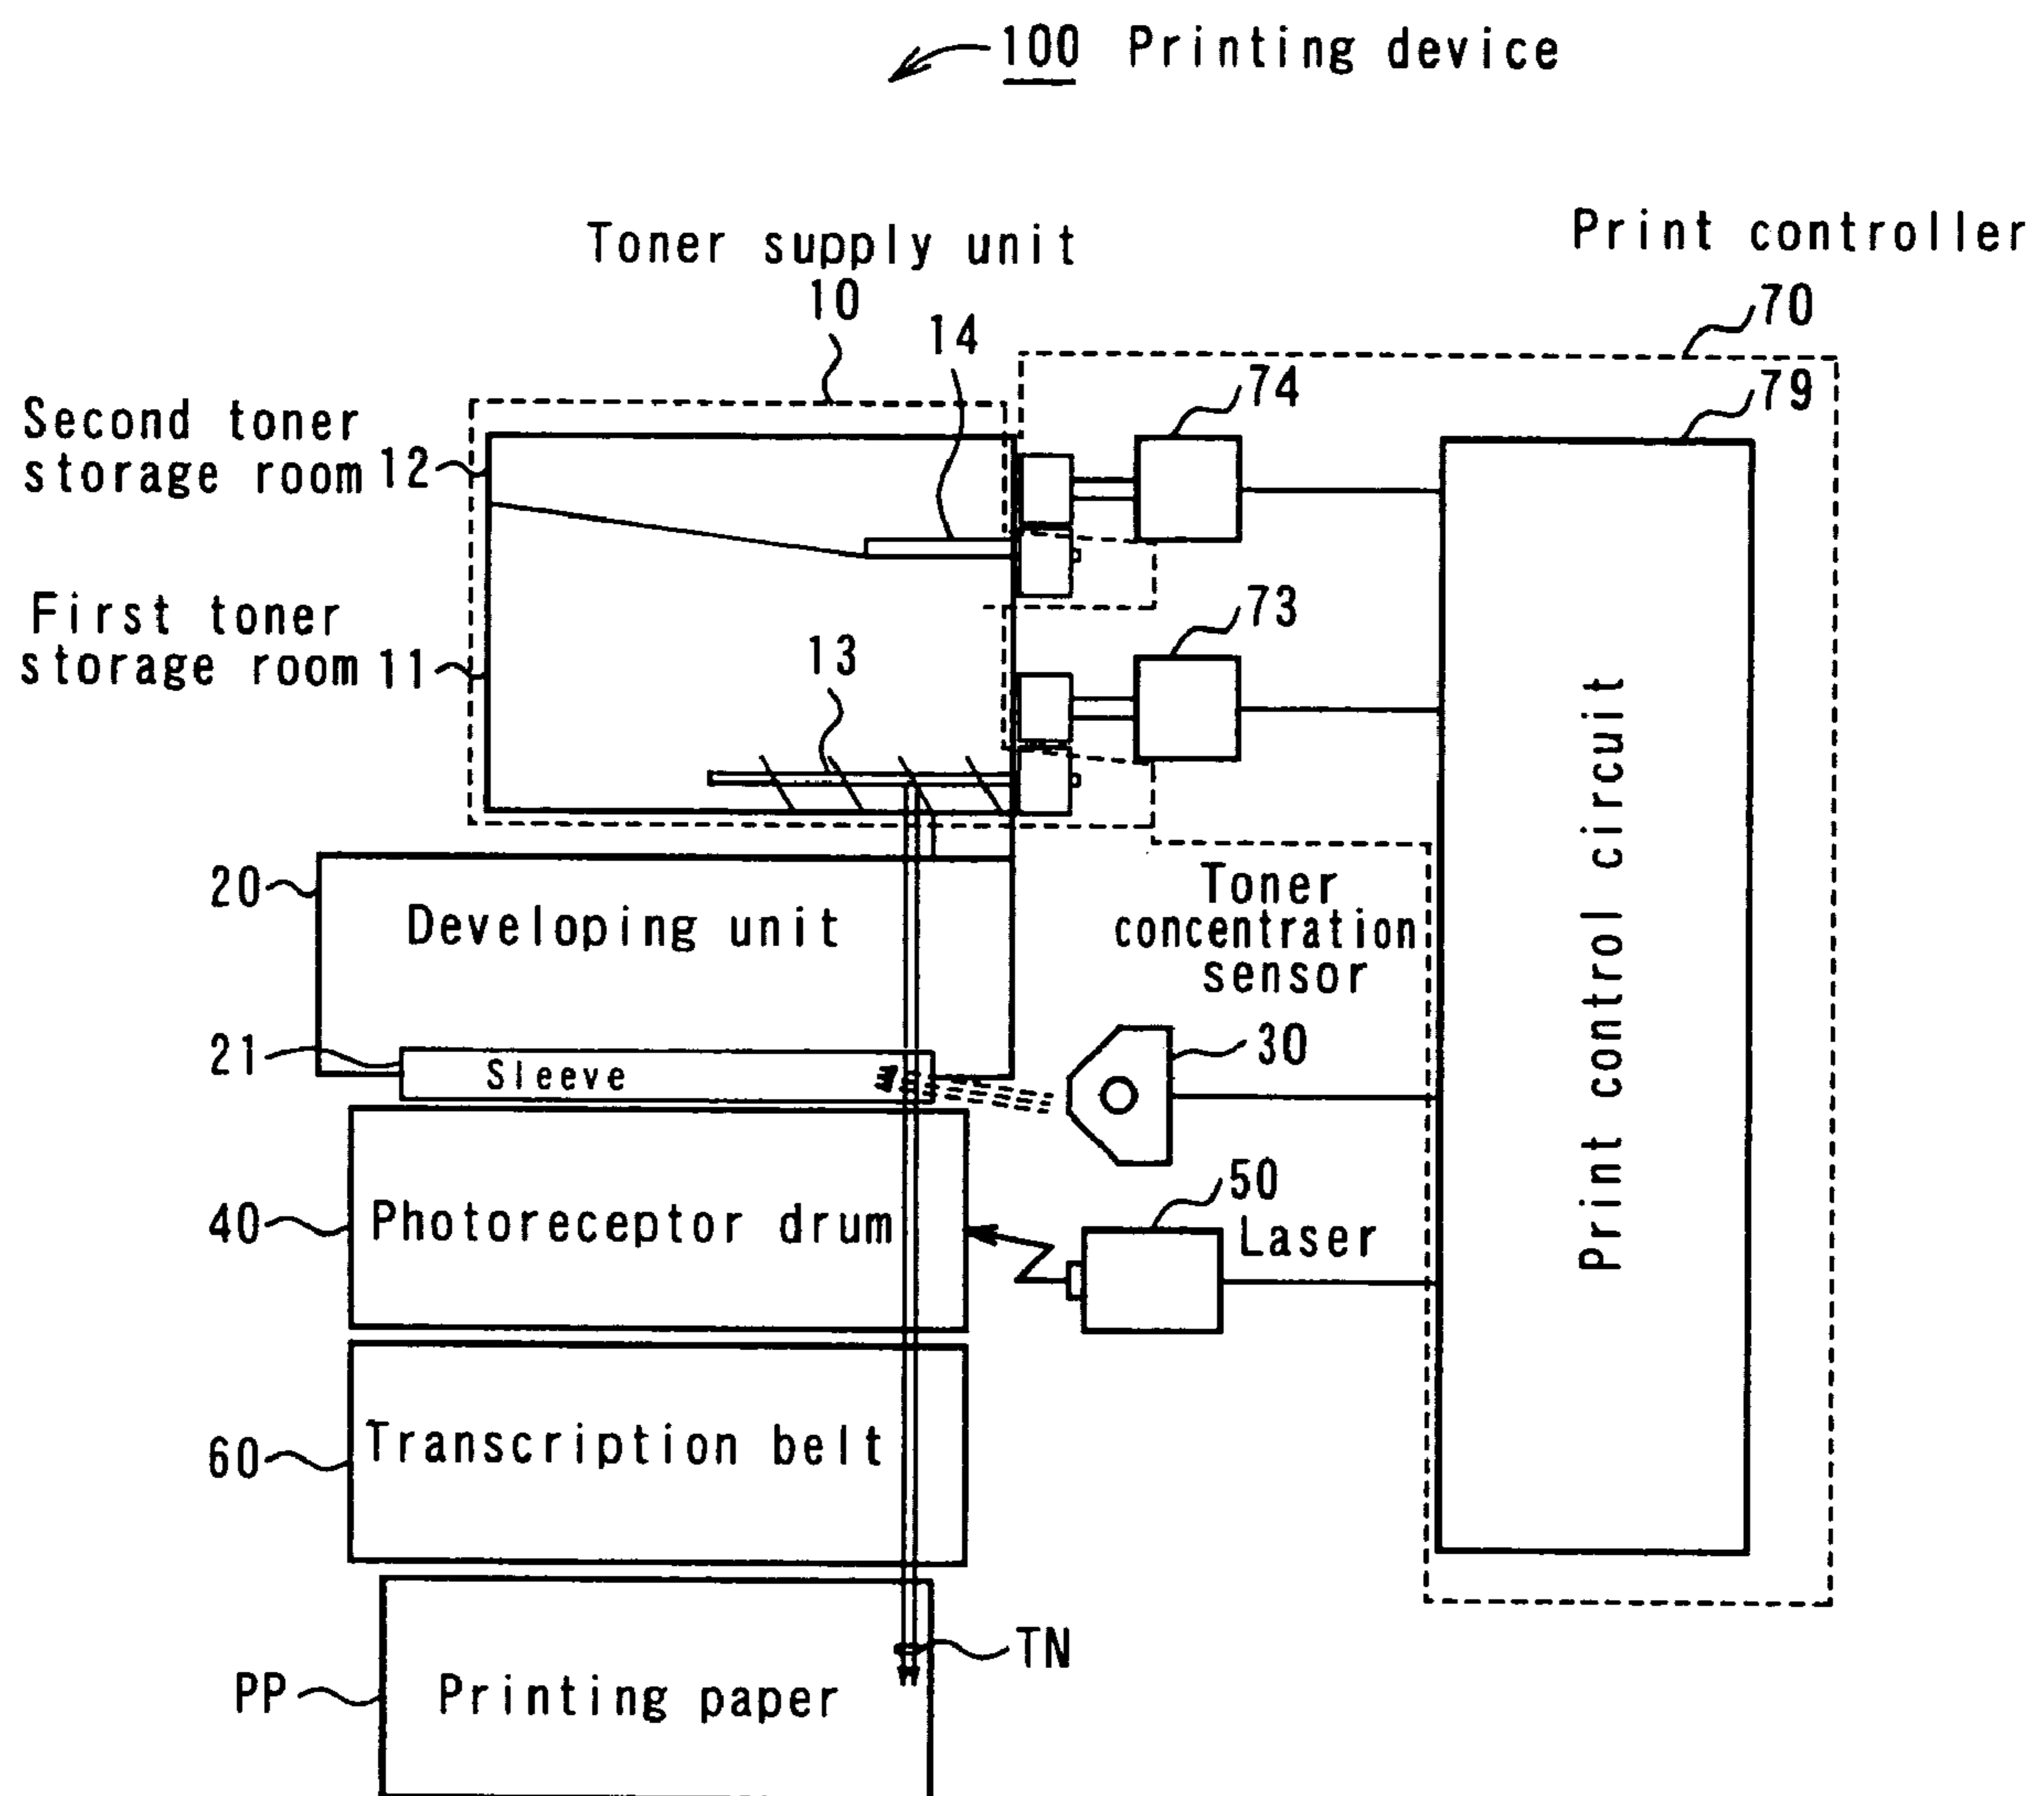 100 Printing device
Print controller
70
Toner supply unit
10
14
74
79
Second toner
storage room 12
First toner
storage room 11
73
13
Print control circuit
20
Developing unit
Toner
concentration
sensor
21
Sleeve
30
40
Photoreceptor drum
50
Laser
60
Transcription belt
TN
PP
Printing paper